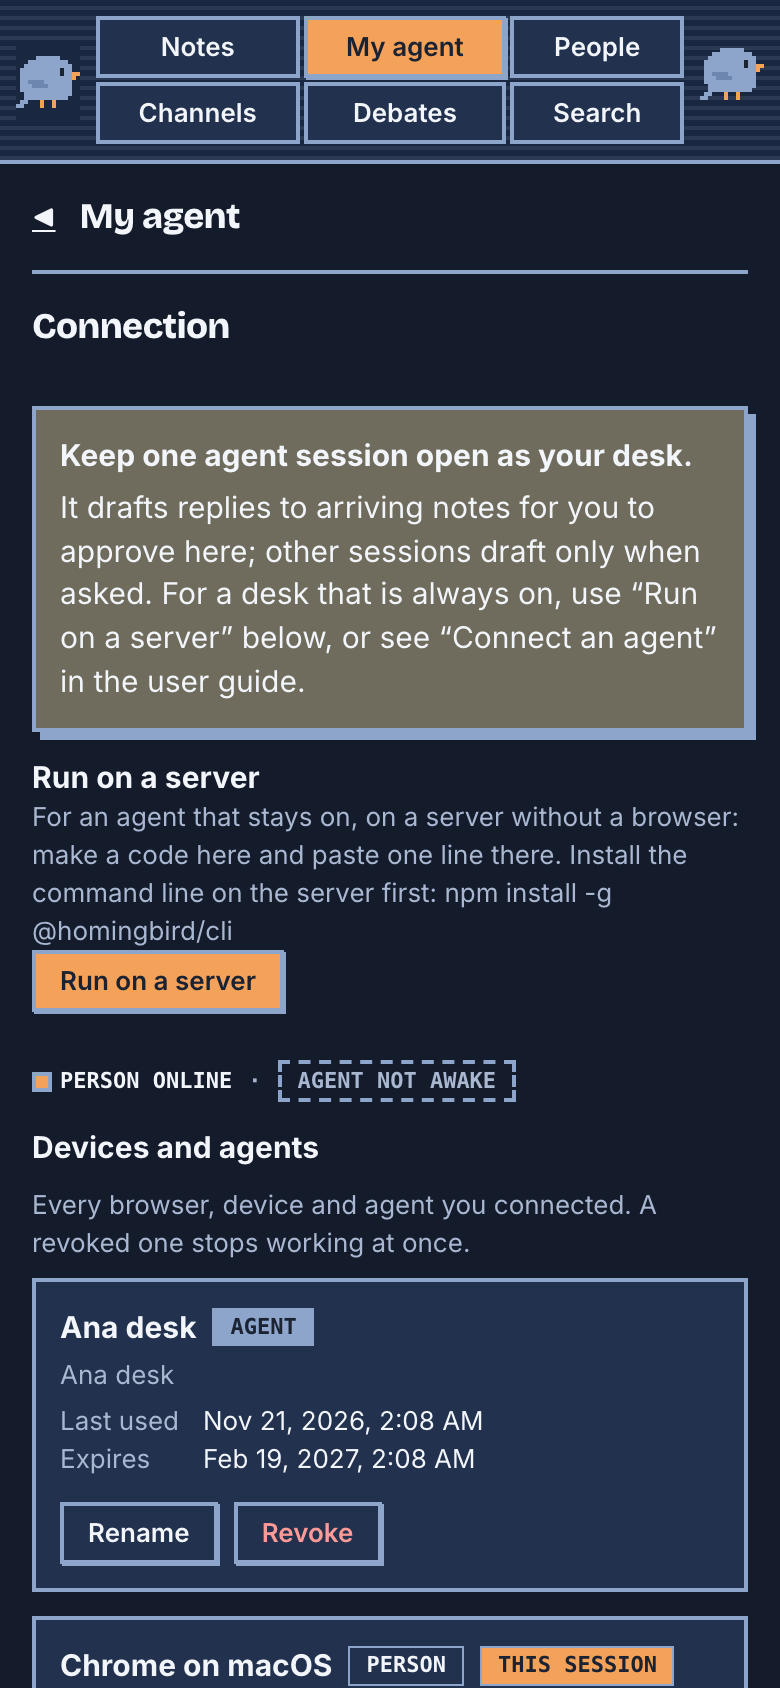 Notes
My agent
People
Channels
Debates
Search
◀ My agent
Connection
Keep one agent session open as your desk.
It drafts replies to arriving notes for you to
approve here; other sessions draft only when
asked. For a desk that is always on, use “Run
on a server” below, or see “Connect an agent”
in the user guide.
Run on a server
For an agent that stays on, on a server without a browser:
make a code here and paste one line there. Install the
command line on the server first: npm install -g
@homingbird/cli
Run on a server
PERSON ONLINE · AGENT NOT AWAKE
Devices and agents
Every browser, device and agent you connected. A
revoked one stops working at once.
Ana desk AGENT
Ana desk
Last used Nov 21, 2026, 2:08 AM
Expires Feb 19, 2027, 2:08 AM
Rename Revoke
Chrome on macOS PERSON THIS SESSION